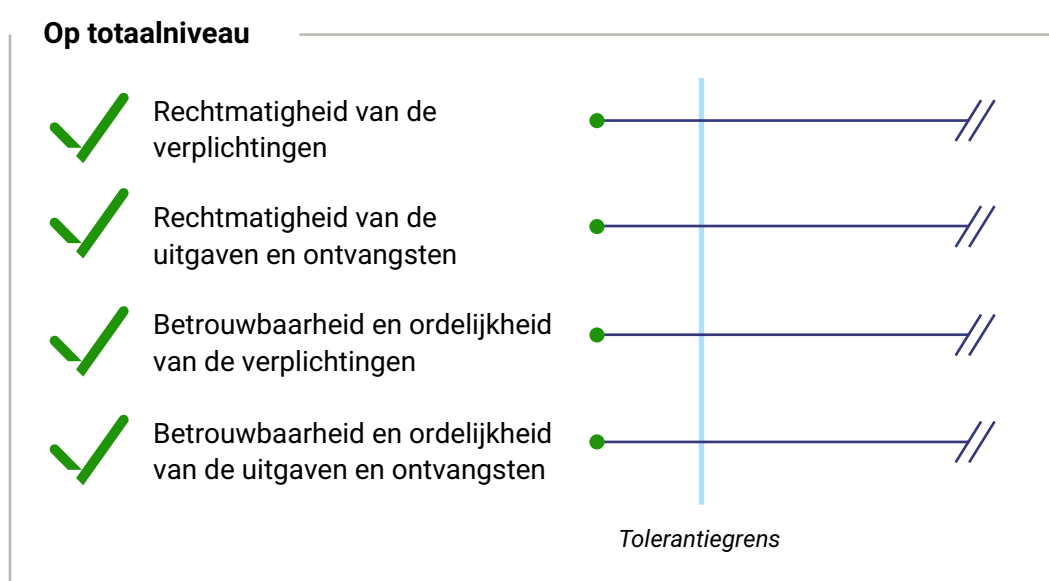 Op totaalniveau
Rechtmatigheid van de
verplichtingen
Rechtmatigheid van de
uitgaven en ontvangsten
Betrouwbaarheid en ordelijkheid
van de verplichtingen
Betrouwbaarheid en ordelijkheid
van de uitgaven en ontvangsten
Tolerantiegrens